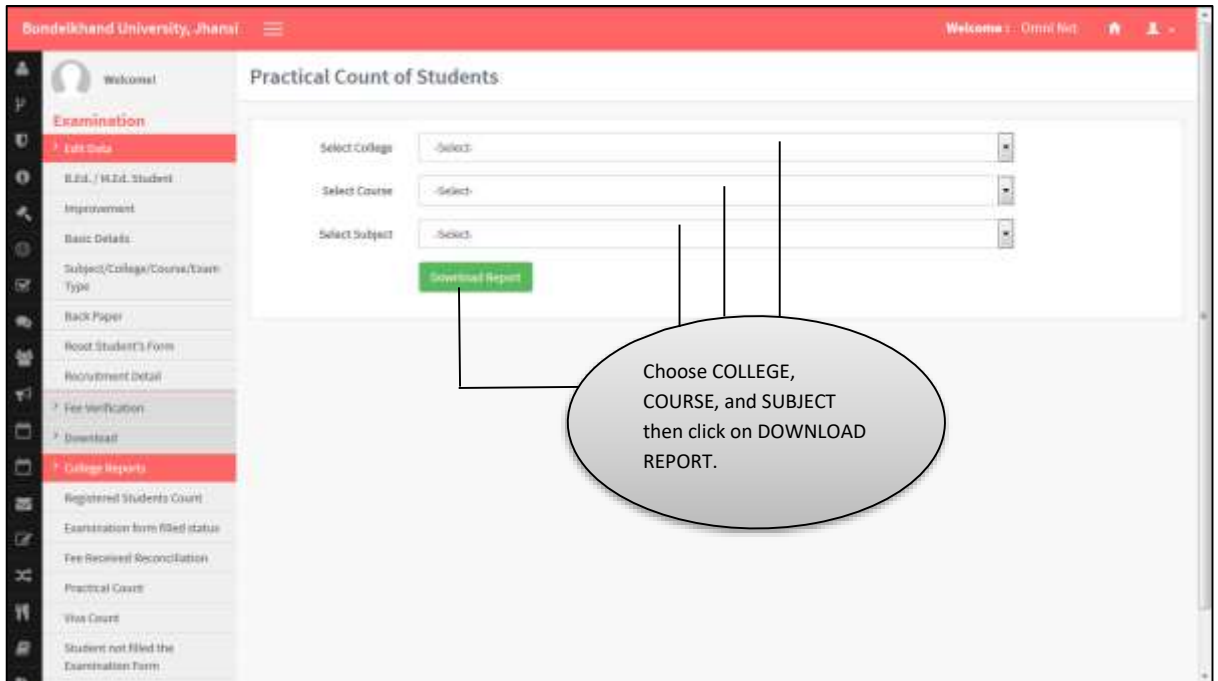 Bundelkhand University, Jhansi
Welcome : Omni Net
Welcome!
Practical Count of Students
Examination
Edit Data
B.Ed. / M.Ed. Student
Improvement
Basic Details
Subject/College/Course/Exam
Type
Back Paper
Reset Student's Form
Recruitment Detail
Fee Verification
Download
College Reports
Registered Students Count
Examination form filled status
Fee Received Reconciliation
Practical Count
Viva Count
Student not filled the
Examination Form
Select College -Select-
Select Course -Select-
Select Subject -Select-
Download Report
Choose COLLEGE,
COURSE, and SUBJECT
then click on DOWNLOAD
REPORT.